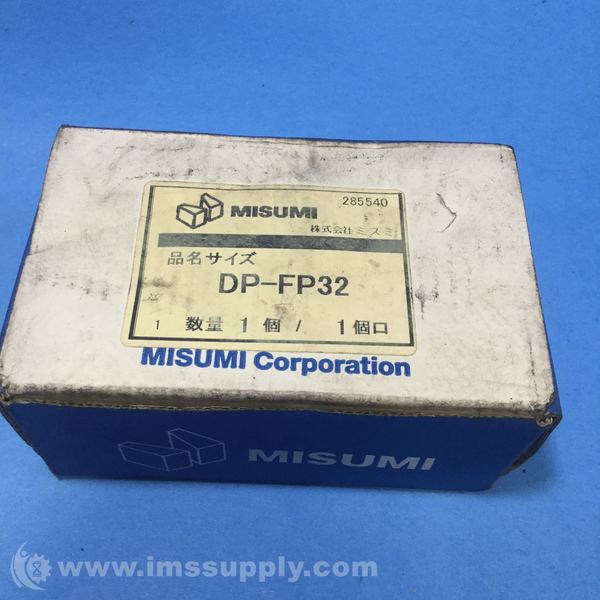 MISUMI 285540
株式会社ミスミ
品名サイズ
DP-FP32
1 数量 1個 / 1個口
MISUMI Corporation
MISUMI
www.imssupply.com